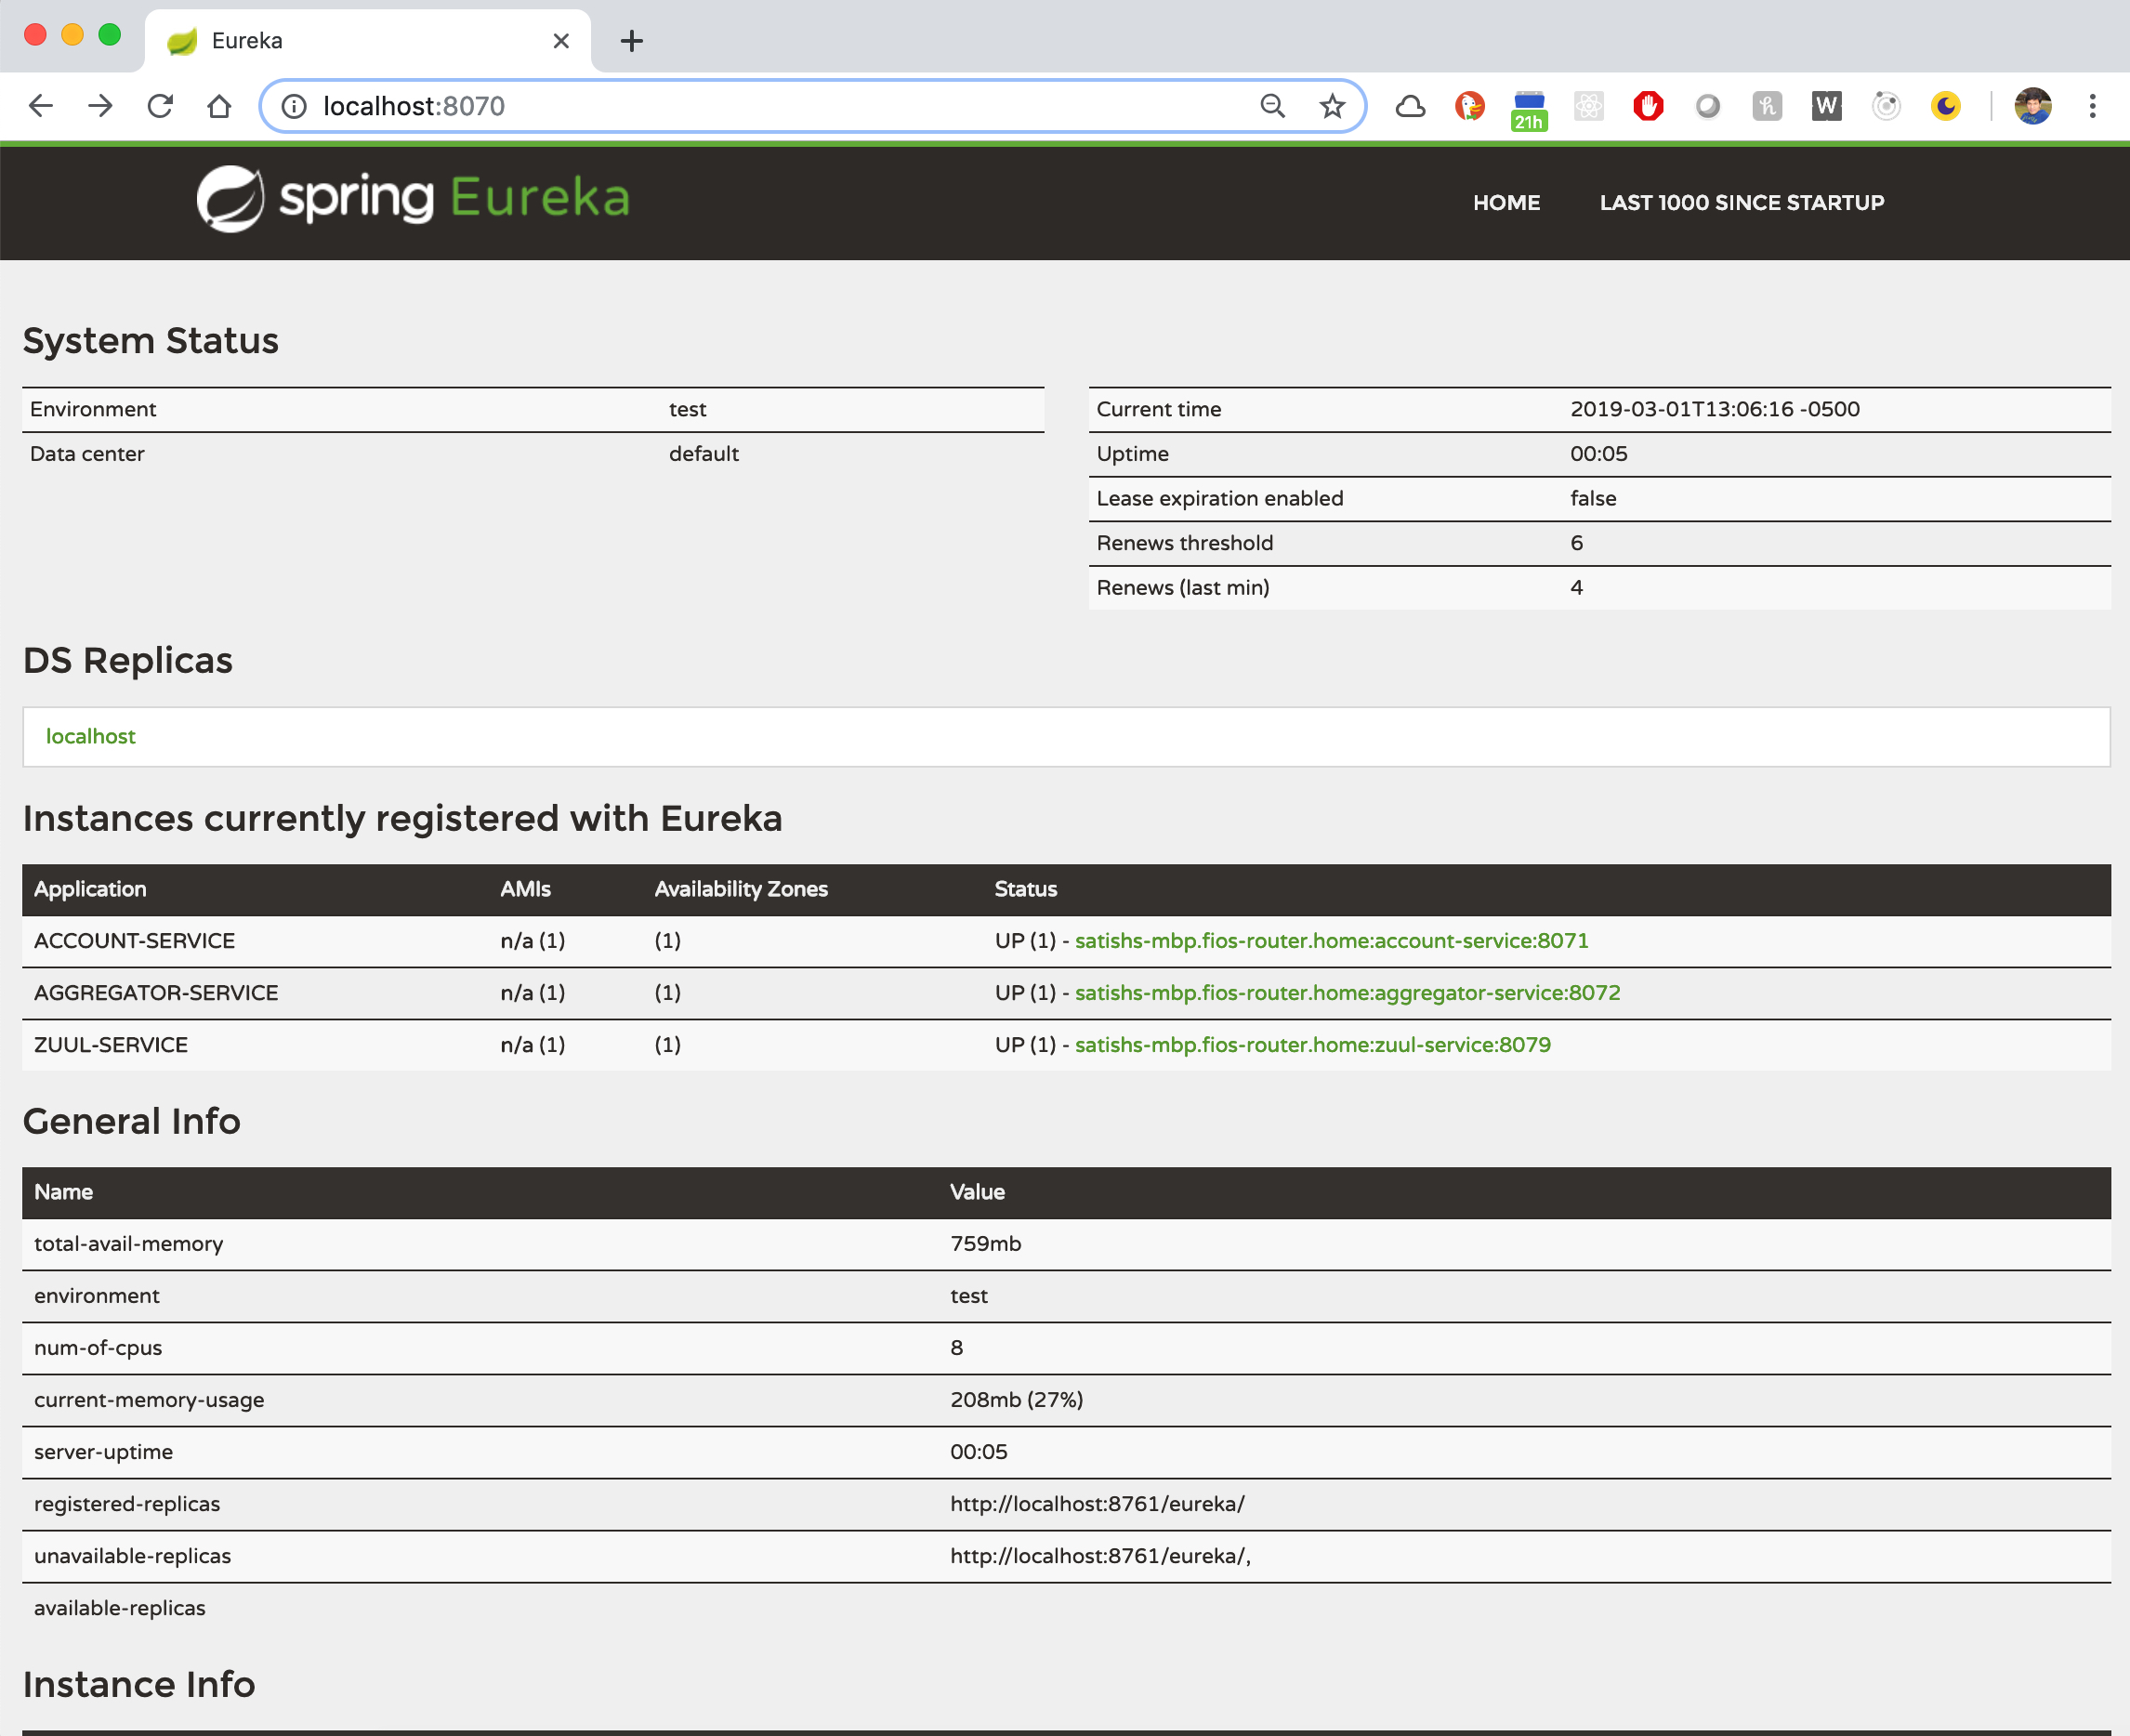 Eureka
localhost:8070
21h
W
spring Eureka
HOME LAST 1000 SINCE STARTUP
System Status
Environment test
Data center default
Current time 2019-03-01T13:06:16 -0500
Uptime 00:05
Lease expiration enabled false
Renews threshold 6
Renews (last min) 4
DS Replicas
localhost
Instances currently registered with Eureka
Application AMIs Availability Zones Status
ACCOUNT-SERVICE n/a (1) (1) UP (1) - satishs-mbp.fios-router.home:account-service:8071
AGGREGATOR-SERVICE n/a (1) (1) UP (1) - satishs-mbp.fios-router.home:aggregator-service:8072
ZUUL-SERVICE n/a (1) (1) UP (1) - satishs-mbp.fios-router.home:zuul-service:8079
General Info
Name Value
total-avail-memory 759mb
environment test
num-of-cpus 8
current-memory-usage 208mb (27%)
server-uptime 00:05
registered-replicas http://localhost:8761/eureka/
unavailable-replicas http://localhost:8761/eureka/,
available-replicas
Instance Info